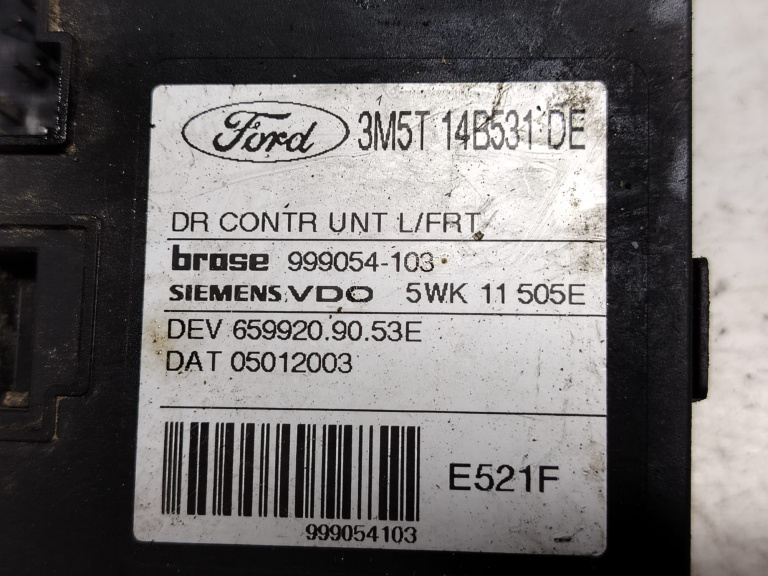 Ford 3M5T 14B531 DE
DR CONTR UNT L/FRT
brose 999054-103
SIEMENS VDO 5WK 11 505E
DEV 659920.90.53E
DAT 05012003
E521F
999054103